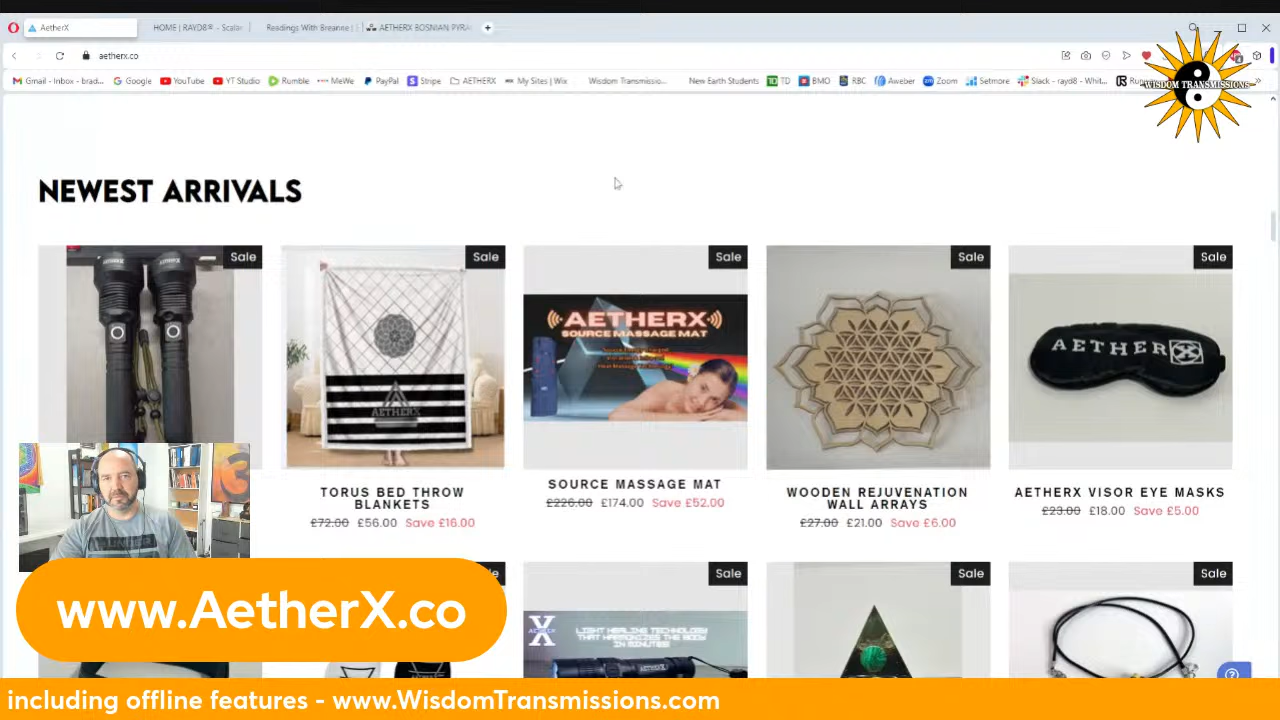 AetherX
HOME | RAYD8® - Scalar
Readings With Breanne |
AETHERX BOSNIAN PYRA
aetherx.co
Gmail - Inbox - brad...
Google
YouTube
YT Studio
Rumble
MeWe
PayPal
Stripe
AETHERX
My Sites | Wix
Wisdom Transmissio...
New Earth Students
TD
BMO
RBC
Aweber
Zoom
Setmore
Slack - rayd8 - Whit...
WISDOM TRANSMISSIONS
NEWEST ARRIVALS
Sale
Sale
Sale
Sale
Sale
AETHERX
AETHERX
SOURCE MASSAGE MAT
AETHERX
TORUS BED THROW
BLANKETS
£72.00 £56.00 Save £16.00
SOURCE MASSAGE MAT
£226.00 £174.00 Save £52.00
WOODEN REJUVENATION
WALL ARRAYS
£27.00 £21.00 Save £6.00
AETHERX VISOR EYE MASKS
£23.00 £18.00 Save £5.00
Sale
Sale
Sale
X
AETHERX
LIGHT HEALING TECHNOLOGY
THAT HARMONIZES THE BODY
IN MINUTES!
www.AetherX.co
including offline features - www.WisdomTransmissions.com